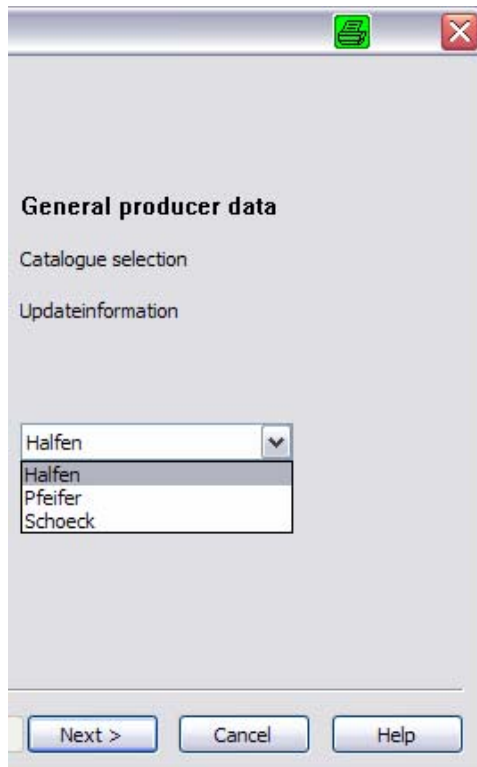 General producer data
Catalogue selection
Updateinformation
Halfen
Halfen
Pfeifer
Schoeck
Next >
Cancel
Help